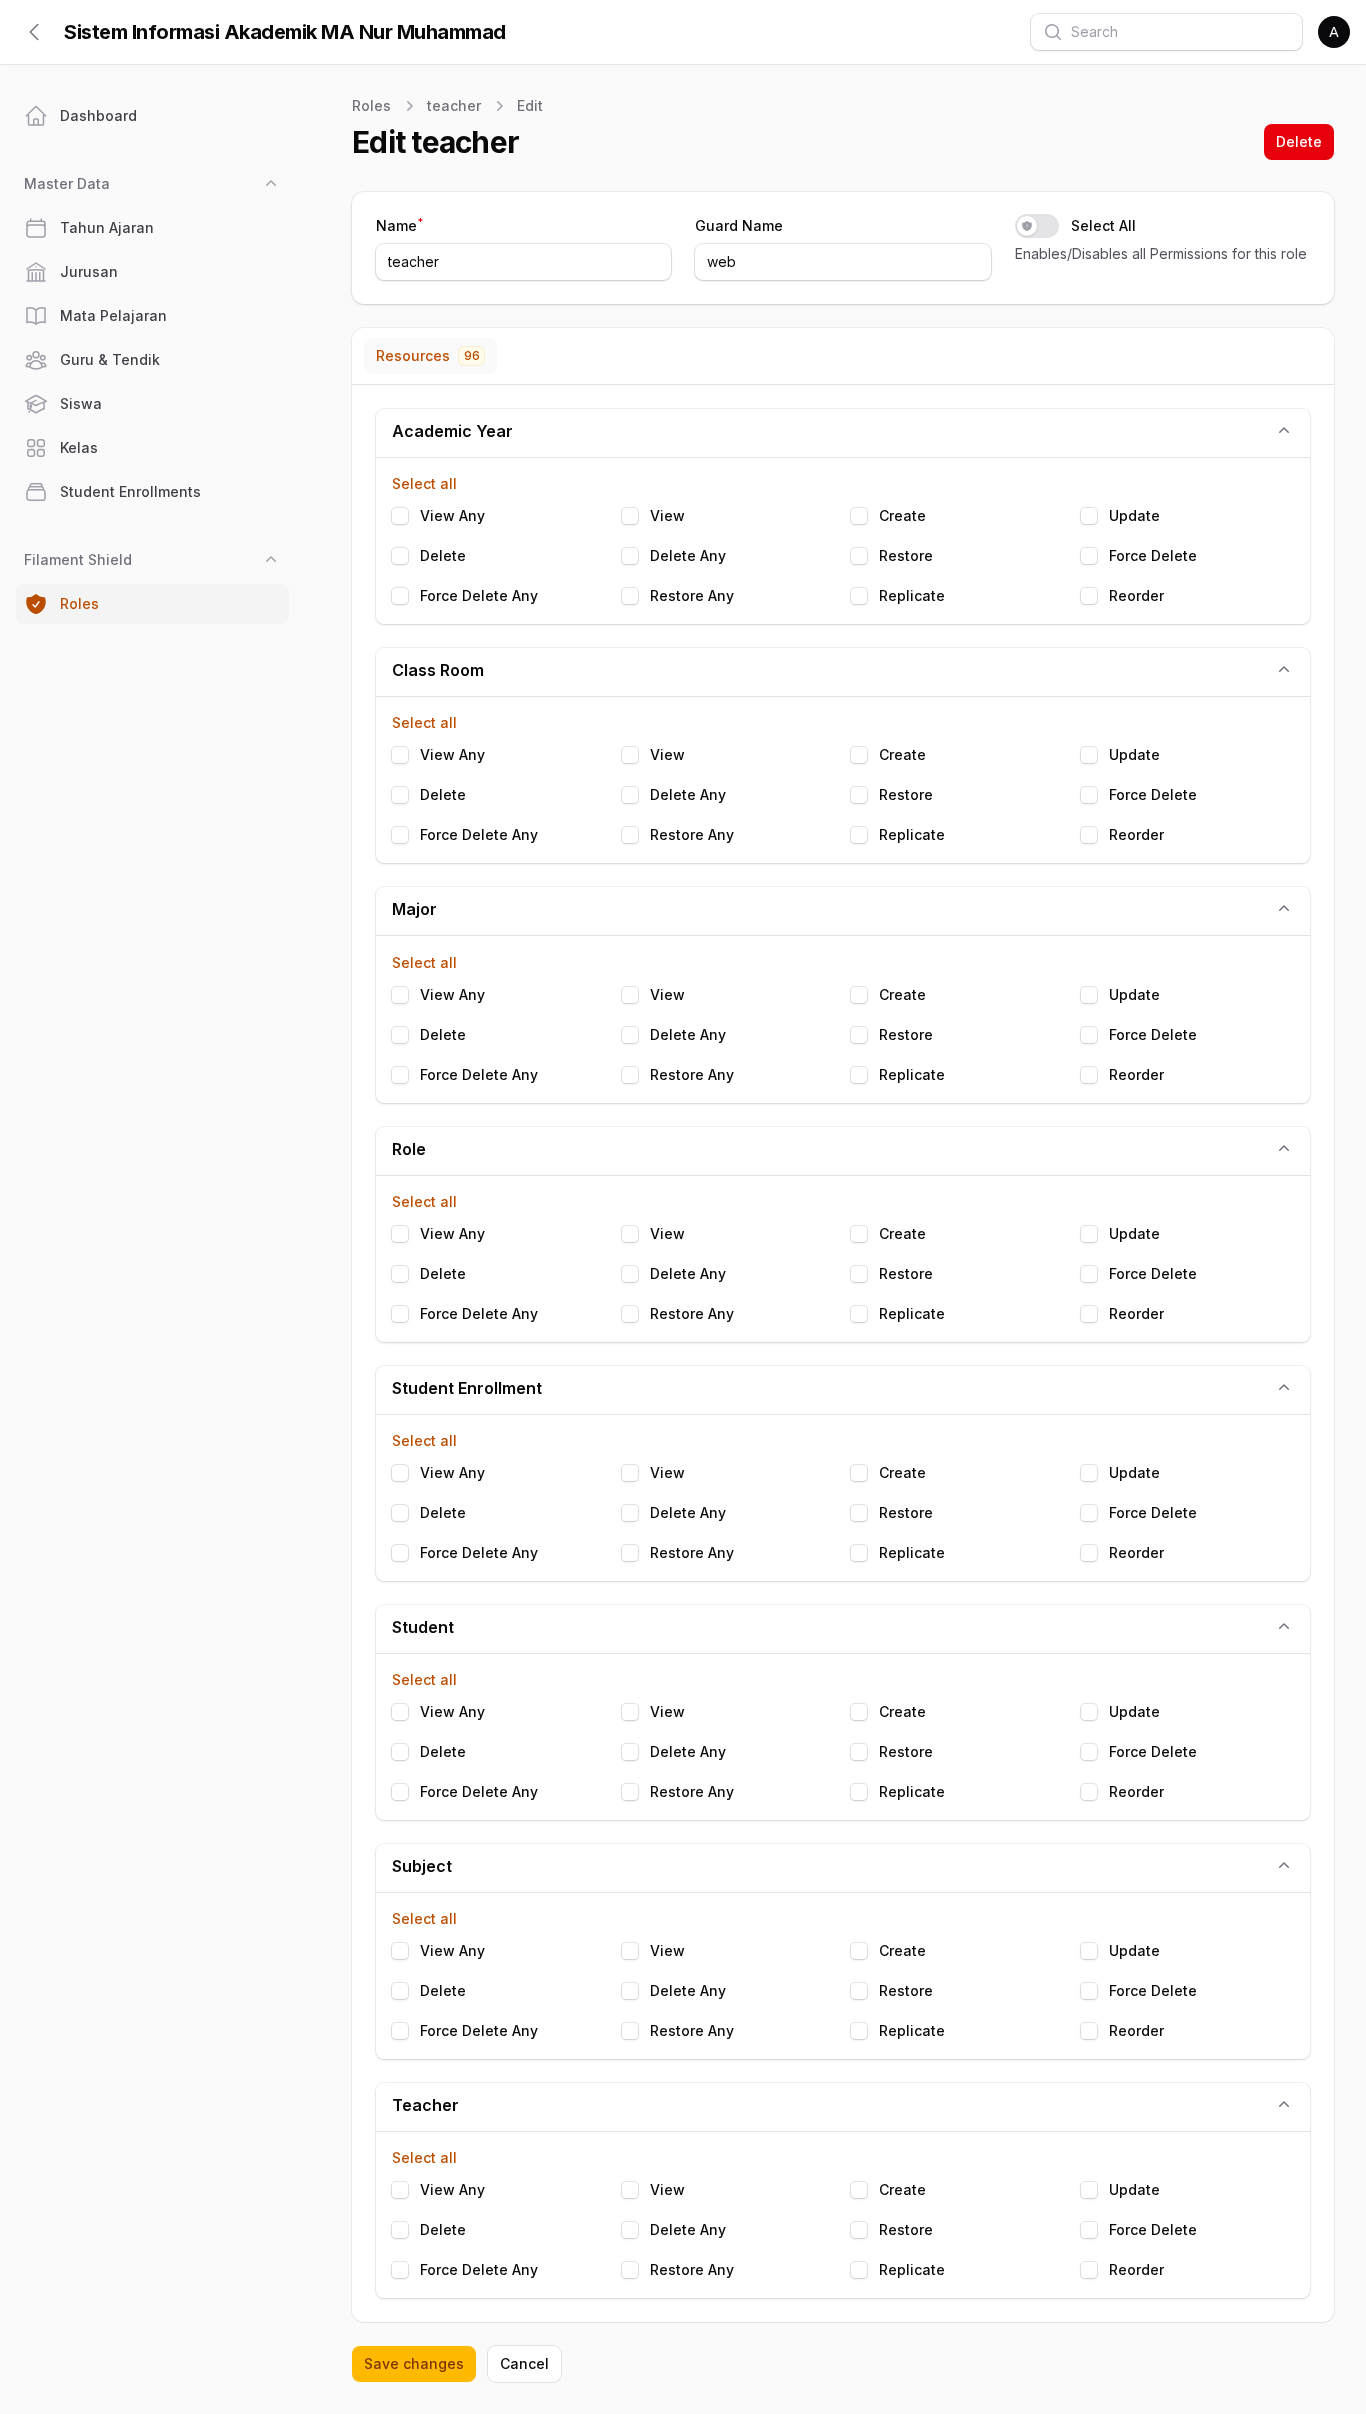 Sistem Informasi Akademik MA Nur Muhammad
Search
A
Dashboard
Master Data
Tahun Ajaran
Jurusan
Mata Pelajaran
Guru & Tendik
Siswa
Kelas
Student Enrollments
Filament Shield
Roles
Roles > teacher > Edit
Edit teacher
Delete
Name*
teacher
Guard Name
web
Select All
Enables/Disables all Permissions for this role
Resources 96
Academic Year
Select all
View Any View Create Update
Delete Delete Any Restore Force Delete
Force Delete Any Restore Any Replicate Reorder
Class Room
Select all
View Any View Create Update
Delete Delete Any Restore Force Delete
Force Delete Any Restore Any Replicate Reorder
Major
Select all
View Any View Create Update
Delete Delete Any Restore Force Delete
Force Delete Any Restore Any Replicate Reorder
Role
Select all
View Any View Create Update
Delete Delete Any Restore Force Delete
Force Delete Any Restore Any Replicate Reorder
Student Enrollment
Select all
View Any View Create Update
Delete Delete Any Restore Force Delete
Force Delete Any Restore Any Replicate Reorder
Student
Select all
View Any View Create Update
Delete Delete Any Restore Force Delete
Force Delete Any Restore Any Replicate Reorder
Subject
Select all
View Any View Create Update
Delete Delete Any Restore Force Delete
Force Delete Any Restore Any Replicate Reorder
Teacher
Select all
View Any View Create Update
Delete Delete Any Restore Force Delete
Force Delete Any Restore Any Replicate Reorder
Save changes Cancel